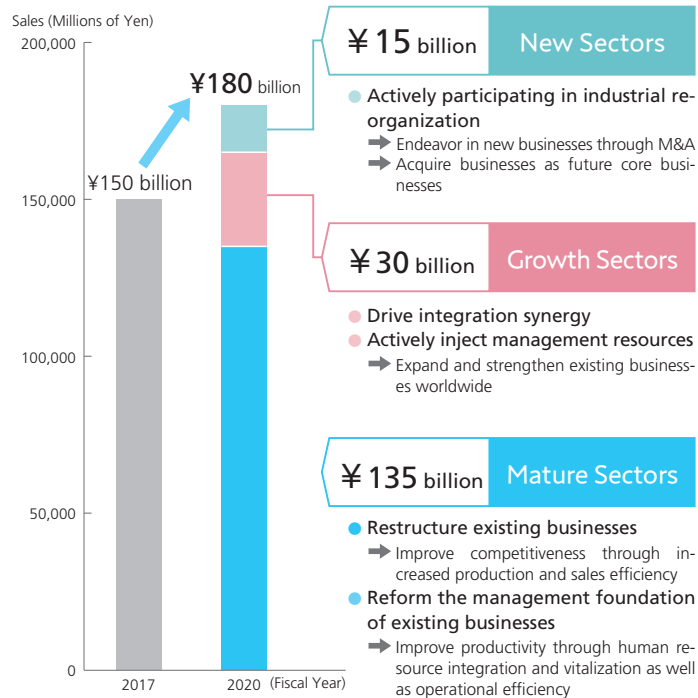 Sales (Millions of Yen)
200,000
150,000
100,000
50,000
0
¥150 billion
¥180 billion
2017
2020 (Fiscal Year)
¥15 billion New Sectors
Actively participating in industrial re-
organization
Endeavor in new businesses through M&A
Acquire businesses as future core busi-
nesses
¥30 billion Growth Sectors
Drive integration synergy
Actively inject management resources
Expand and strengthen existing business-
es worldwide
¥135 billion Mature Sectors
Restructure existing businesses
Improve competitiveness through in-
creased production and sales efficiency
Reform the management foundation
of existing businesses
Improve productivity through human re-
source integration and vitalization as well
as operational efficiency